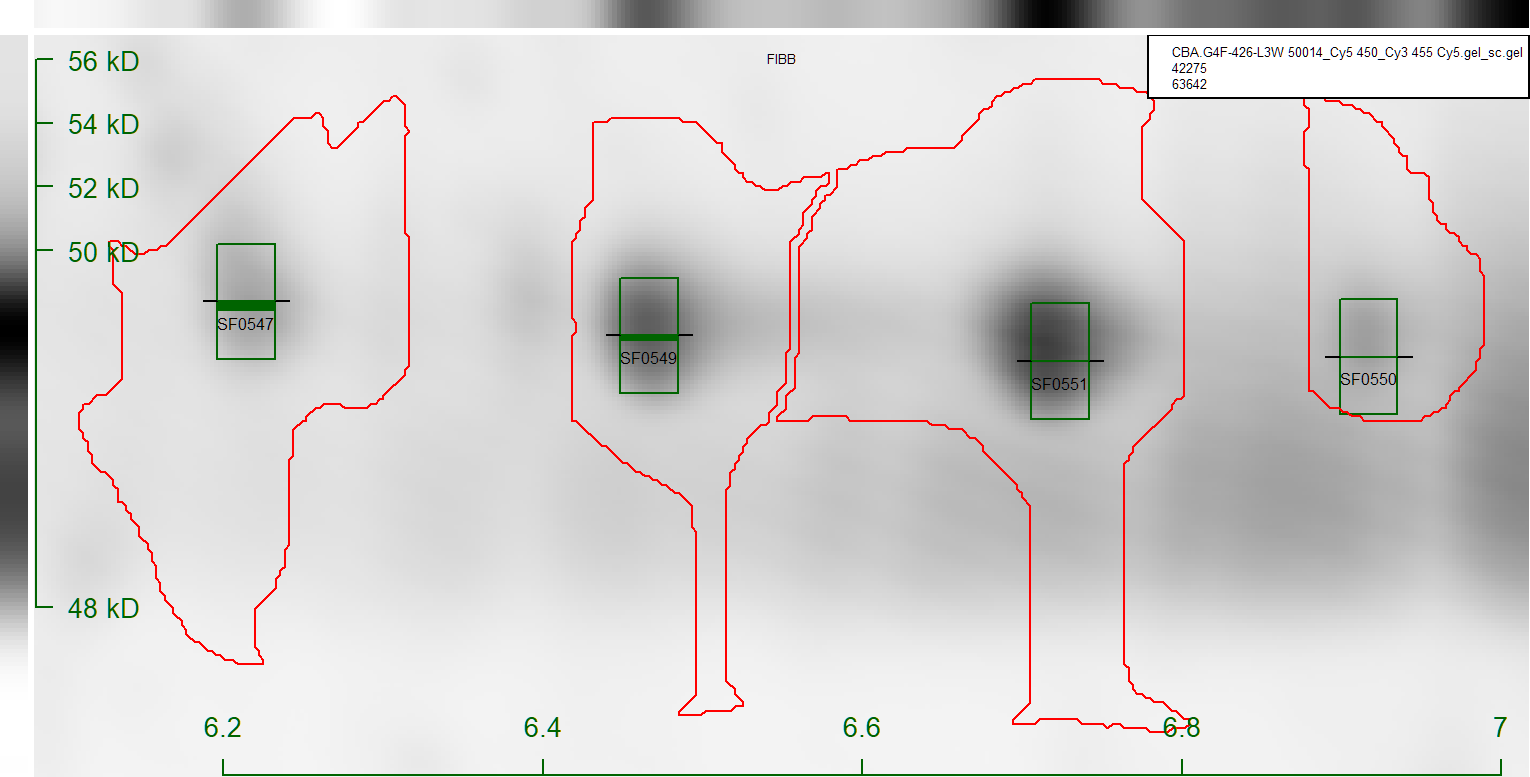 56 kD
FIBB
CBA.G4F-426-L3W 50014_Cy5 450_Cy3 455 Cy5.gel_sc.gel
42275
63642
54 kD
52 kD
50 kD
SF0547
SF0549
SF0551
SF0550
48 kD
6.2
6.4
6.6
6.8
7